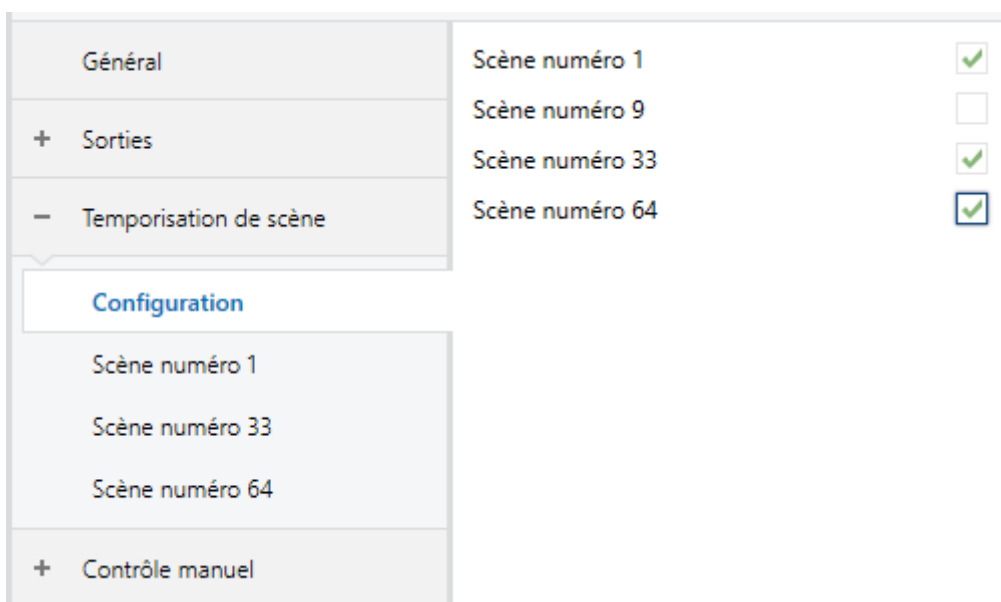 Général
+ Sorties
− Temporisation de scène
Configuration
Scène numéro 1
Scène numéro 33
Scène numéro 64
+ Contrôle manuel
Scène numéro 1
Scène numéro 9
Scène numéro 33
Scène numéro 64